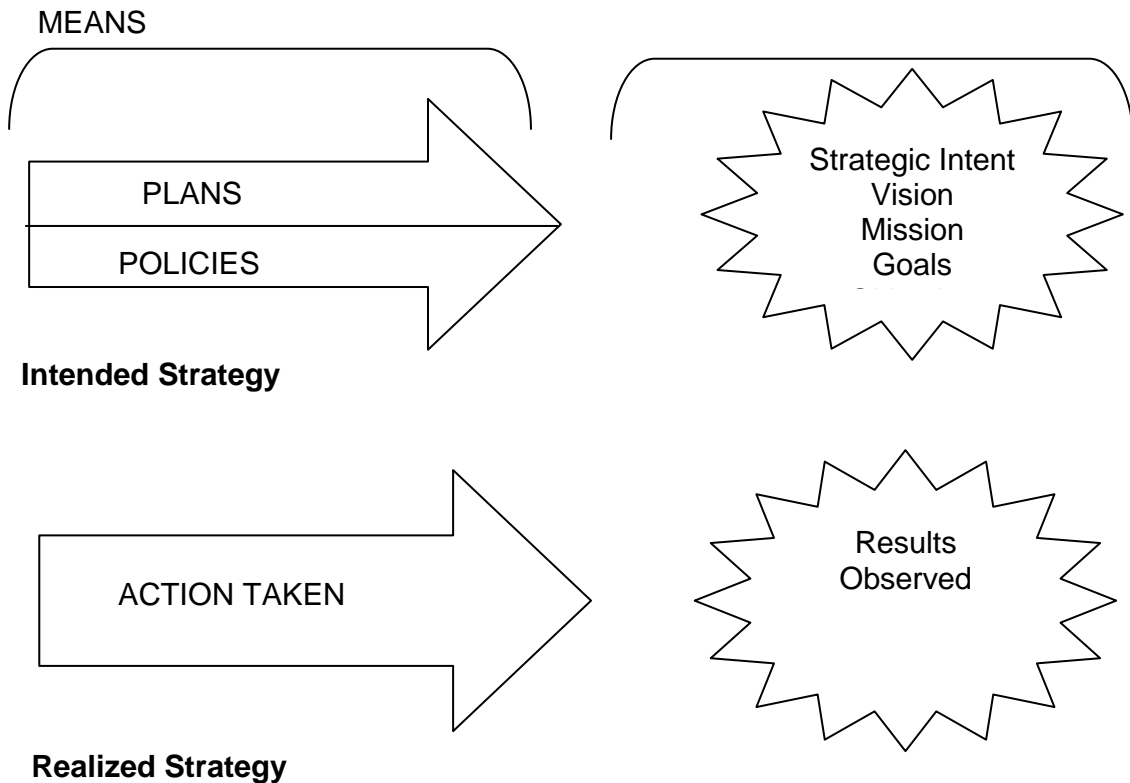 MEANS
PLANS
POLICIES
Strategic Intent
Vision
Mission
Goals
Intended Strategy
ACTION TAKEN
Results
Observed
Realized Strategy